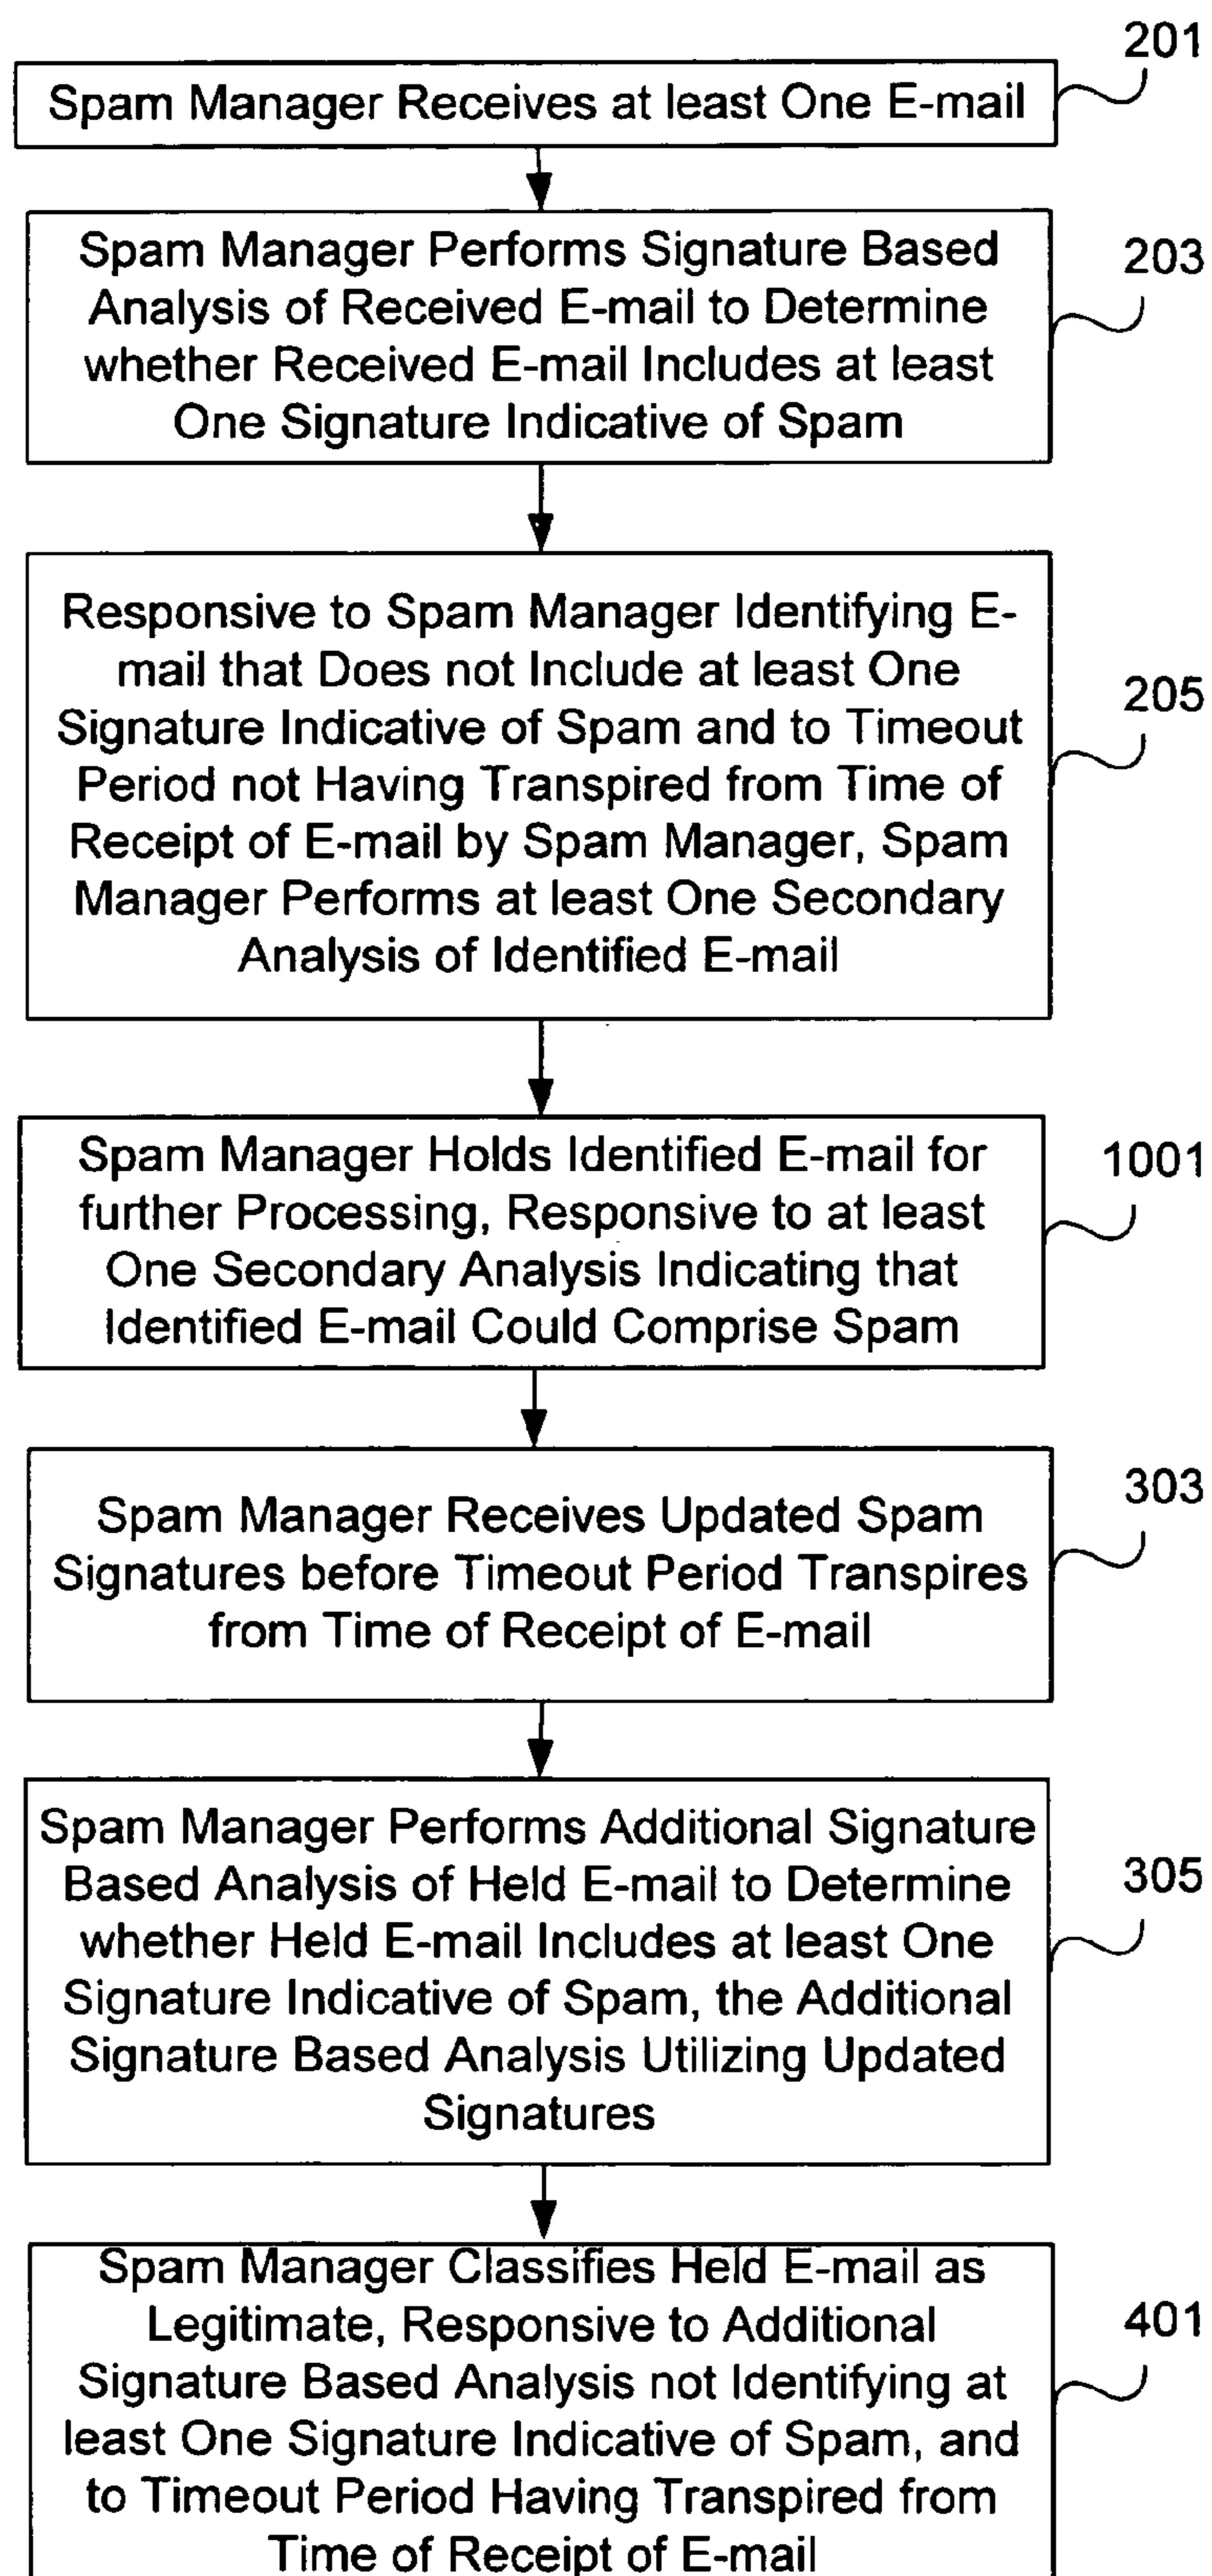 201
Spam Manager Receives at least One E-mail
203
Spam Manager Performs Signature Based
Analysis of Received E-mail to Determine
whether Received E-mail Includes at least
One Signature Indicative of Spam
205
Responsive to Spam Manager Identifying E-
mail that Does not Include at least One
Signature Indicative of Spam and to Timeout
Period not Having Transpired from Time of
Receipt of E-mail by Spam Manager, Spam
Manager Performs at least One Secondary
Analysis of Identified E-mail
1001
Spam Manager Holds Identified E-mail for
further Processing, Responsive to at least
One Secondary Analysis Indicating that
Identified E-mail Could Comprise Spam
303
Spam Manager Receives Updated Spam
Signatures before Timeout Period Transpires
from Time of Receipt of E-mail
305
Spam Manager Performs Additional Signature
Based Analysis of Held E-mail to Determine
whether Held E-mail Includes at least One
Signature Indicative of Spam, the Additional
Signature Based Analysis Utilizing Updated
Signatures
401
Spam Manager Classifies Held E-mail as
Legitimate, Responsive to Additional
Signature Based Analysis not Identifying at
least One Signature Indicative of Spam, and
to Timeout Period Having Transpired from
Time of Receipt of E-mail